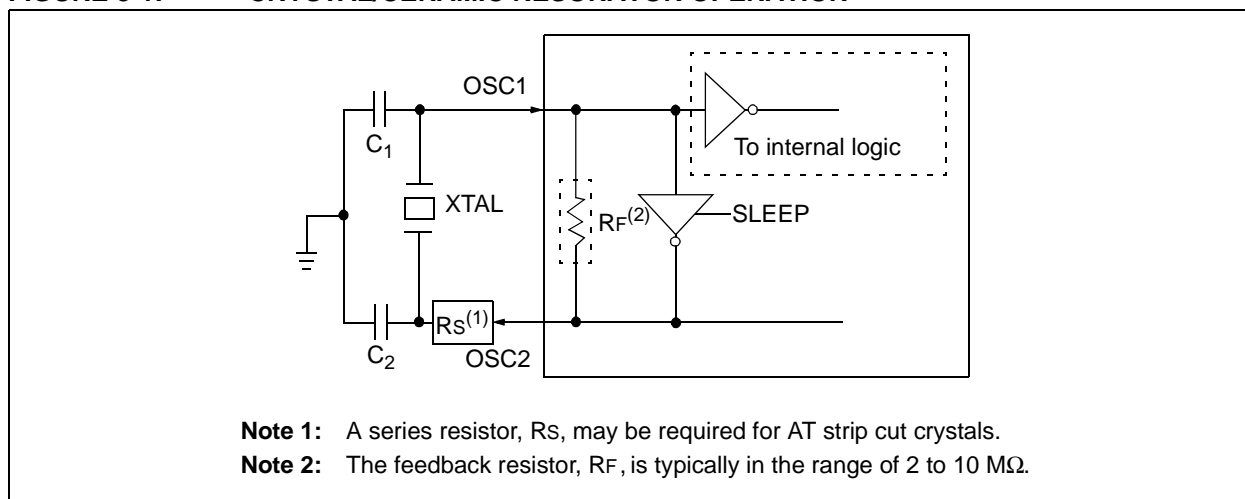 OSC1
C1
To internal logic
XTAL
RF(2)
SLEEP
RS(1)
C2
OSC2
Note 1: A series resistor, RS, may be required for AT strip cut crystals.
Note 2: The feedback resistor, RF, is typically in the range of 2 to 10 MΩ.